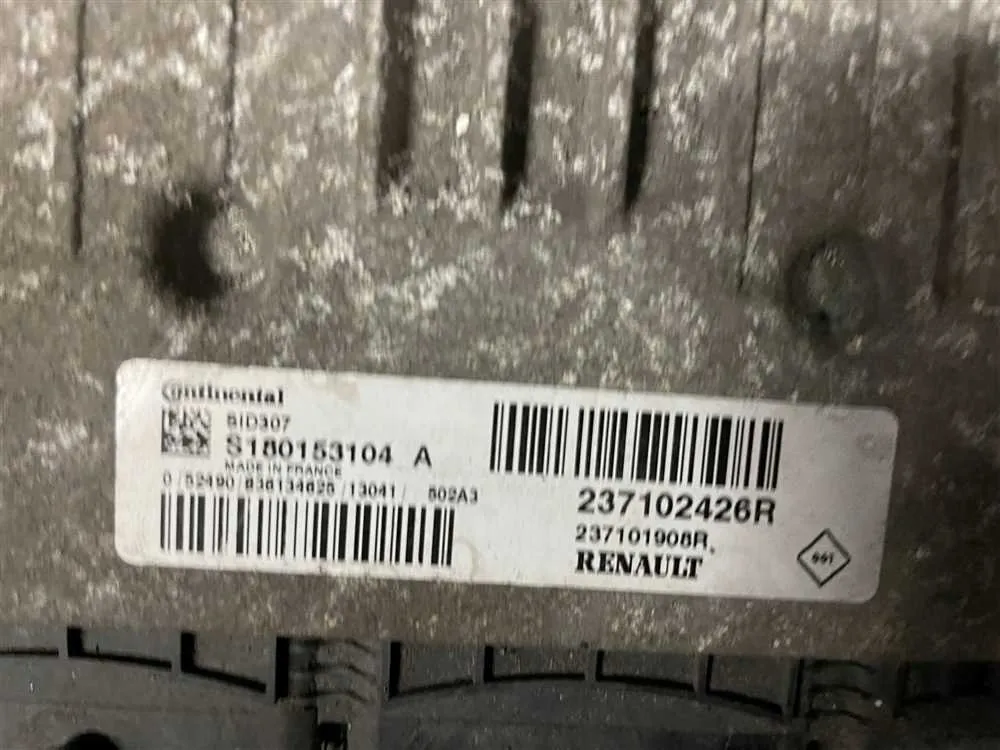 Continental
SID307
S180153104 A
MADE IN FRANCE
0 / 52490 / 836134625 / 13041 / 502A3
237102426R
237101908R
RENAULT